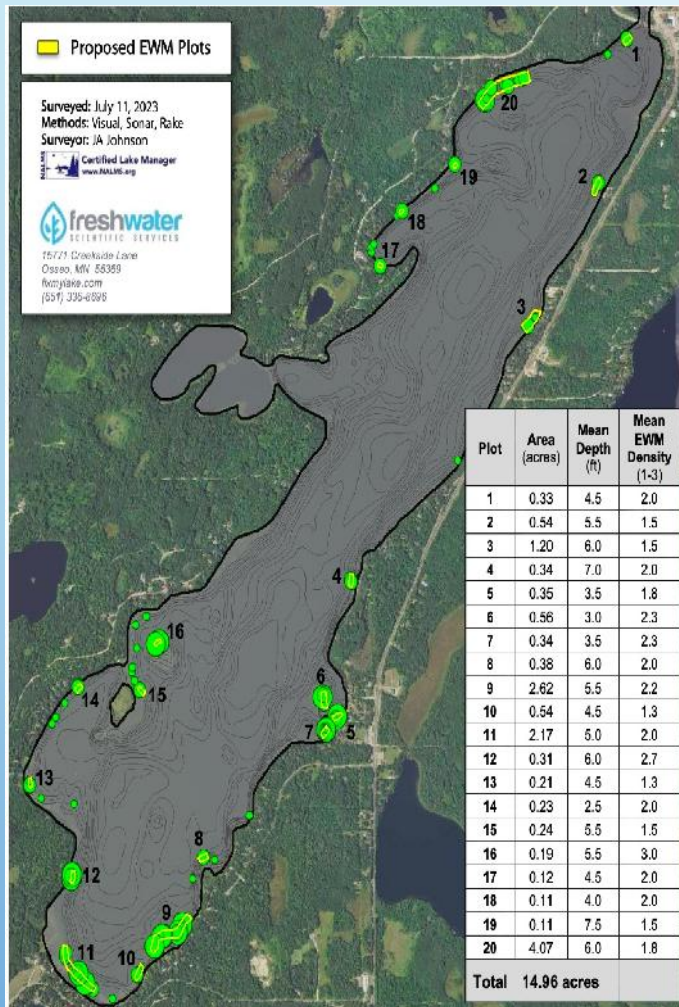 Proposed EWM Plots
Surveyed: July 11, 2023
Methods: Visual, Sonar, Rake
Surveyor: JA Johnson
NALMS
Certified Lake Manager
www.NALMS.org
freshwater
SCIENTIFIC SERVICES
15771 Creekside Lane
Osseo, MN 55369
fixmylake.com
(651) 336-8696
1
20
2
19
18
17
3
4
16
15
14
6
5
7
13
8
12
9
11
10
Plot Area (acres) Mean Depth (ft) Mean EWM Density (1-3)
1 0.33 4.5 2.0
2 0.54 5.5 1.5
3 1.20 6.0 1.5
4 0.34 7.0 2.0
5 0.35 3.5 1.8
6 0.56 3.0 2.3
7 0.34 3.5 2.3
8 0.38 6.0 2.0
9 2.62 5.5 2.2
10 0.54 4.5 1.3
11 2.17 5.0 2.0
12 0.31 6.0 2.7
13 0.21 4.5 1.3
14 0.23 2.5 2.0
15 0.24 5.5 1.5
16 0.19 5.5 3.0
17 0.12 4.5 2.0
18 0.11 4.0 2.0
19 0.11 7.5 1.5
20 4.07 6.0 1.8
Total 14.96 acres